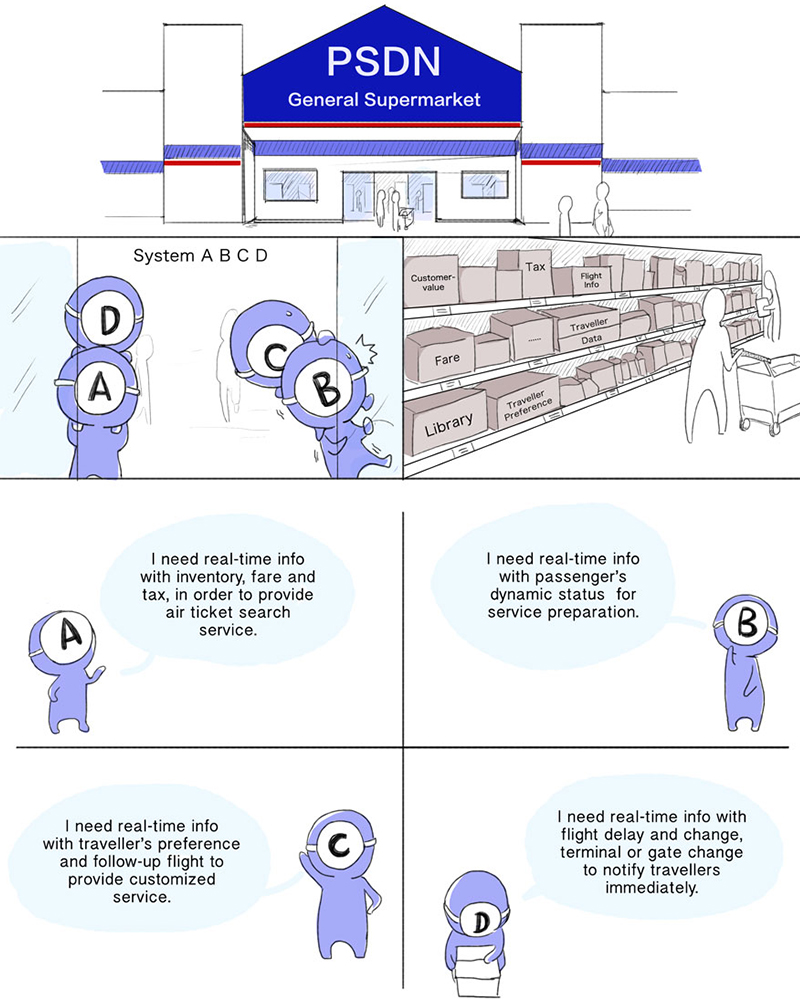 PSDN
General Supermarket
System A B C D
D
A
C
B
Customer-
value
Tax
Flight
Info
Fare
......
Traveller
Data
Library
Traveller
Preference
I need real-time info
with inventory, fare and
tax, in order to provide
air ticket search
service.
A
I need real-time info
with passenger's
dynamic status for
service preparation.
B
I need real-time info
with traveller's preference
and follow-up flight to
provide customized
service.
C
I need real-time info with
flight delay and change,
terminal or gate change
to notify travellers
immediately.
D